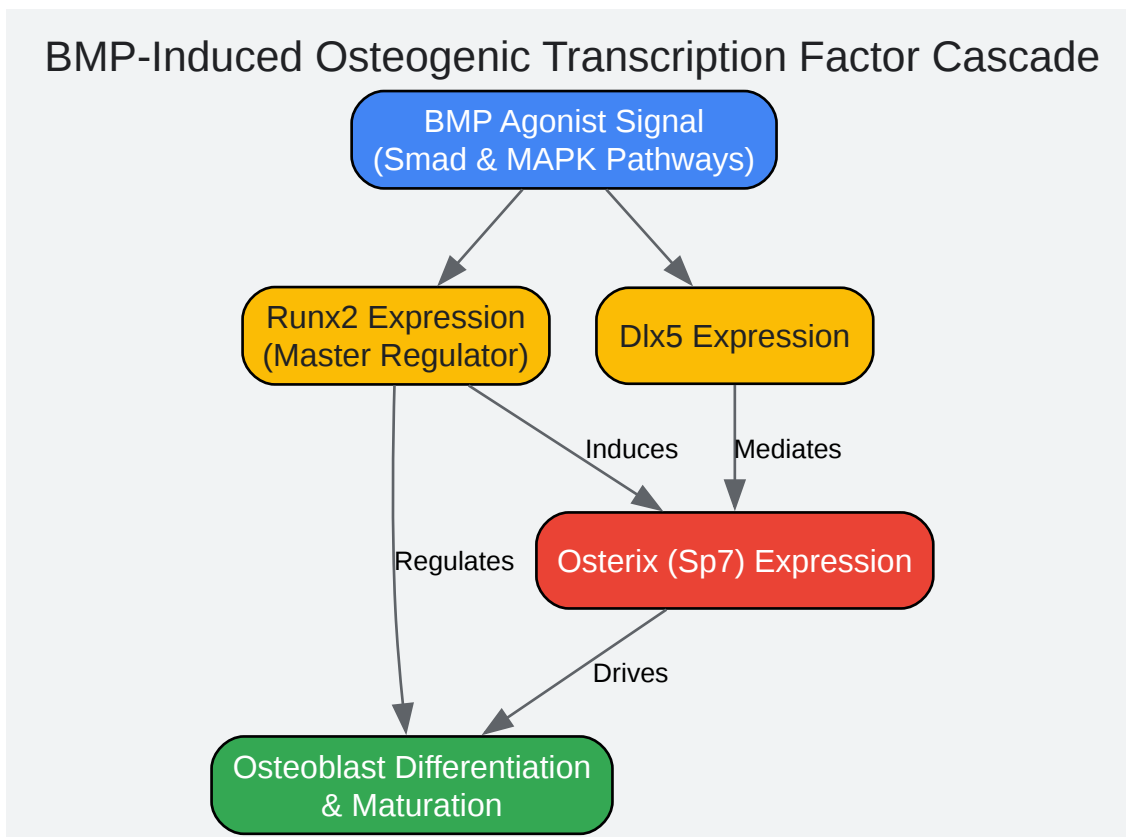 BMP-Induced Osteogenic Transcription Factor Cascade
BMP Agonist Signal
(Smad & MAPK Pathways)
Runx2 Expression
(Master Regulator)
Dlx5 Expression
Induces
Mediates
Regulates
Osterix (Sp7) Expression
Drives
Osteoblast Differentiation
& Maturation